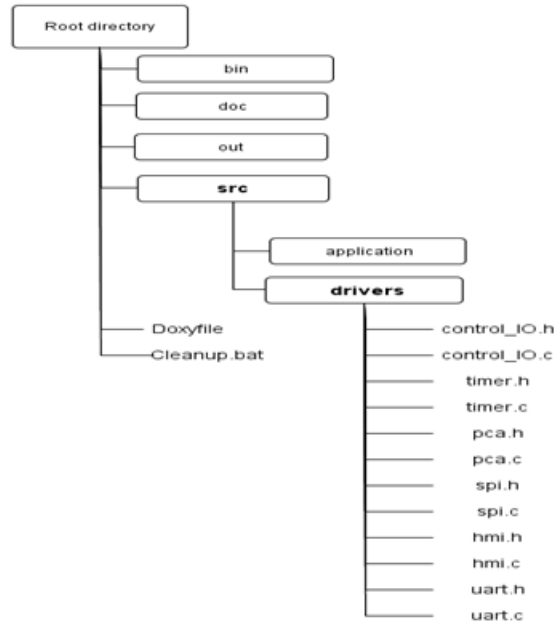 Root directory
bin
doc
out
src
application
drivers
Doxyfile
control_IO.h
Cleanup.bat
control_IO.c
timer.h
timer.c
pca.h
pca.c
spi.h
spi.c
hmi.h
hmi.c
uart.h
uart.c